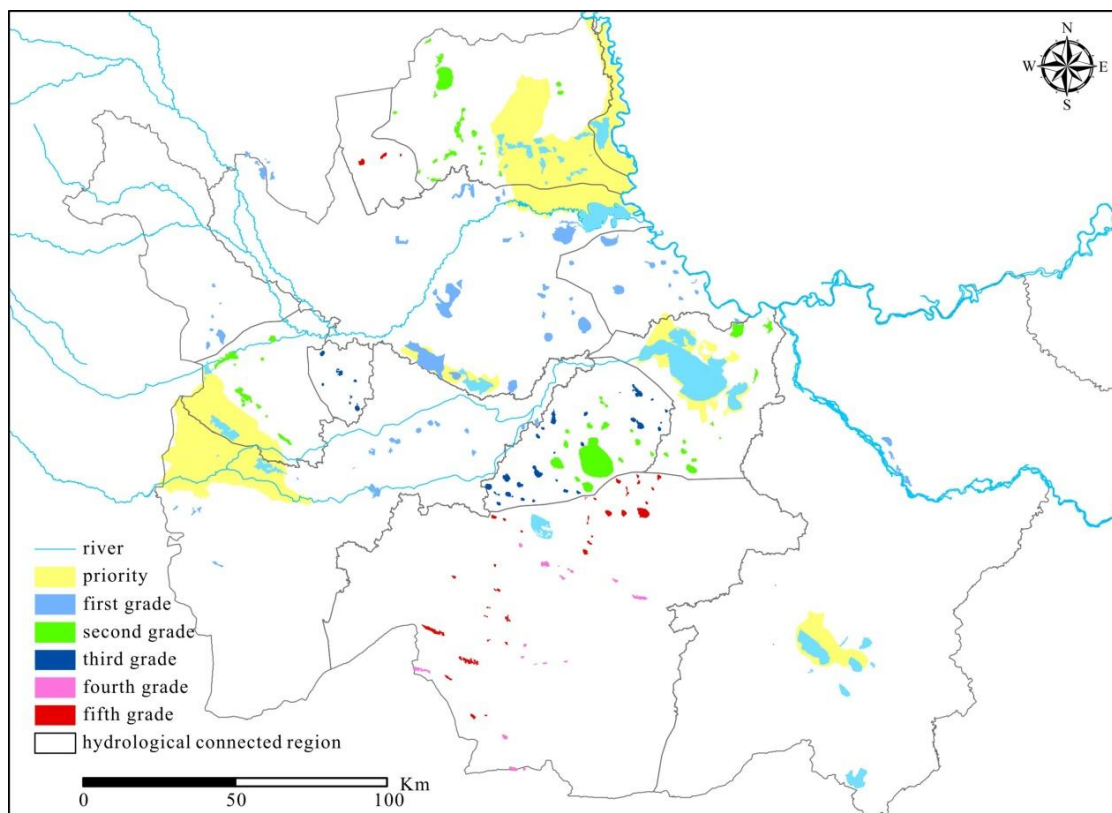 N
W E
S
river
priority
first grade
second grade
third grade
fourth grade
fifth grade
hydrological connected region
Km
0 50 100